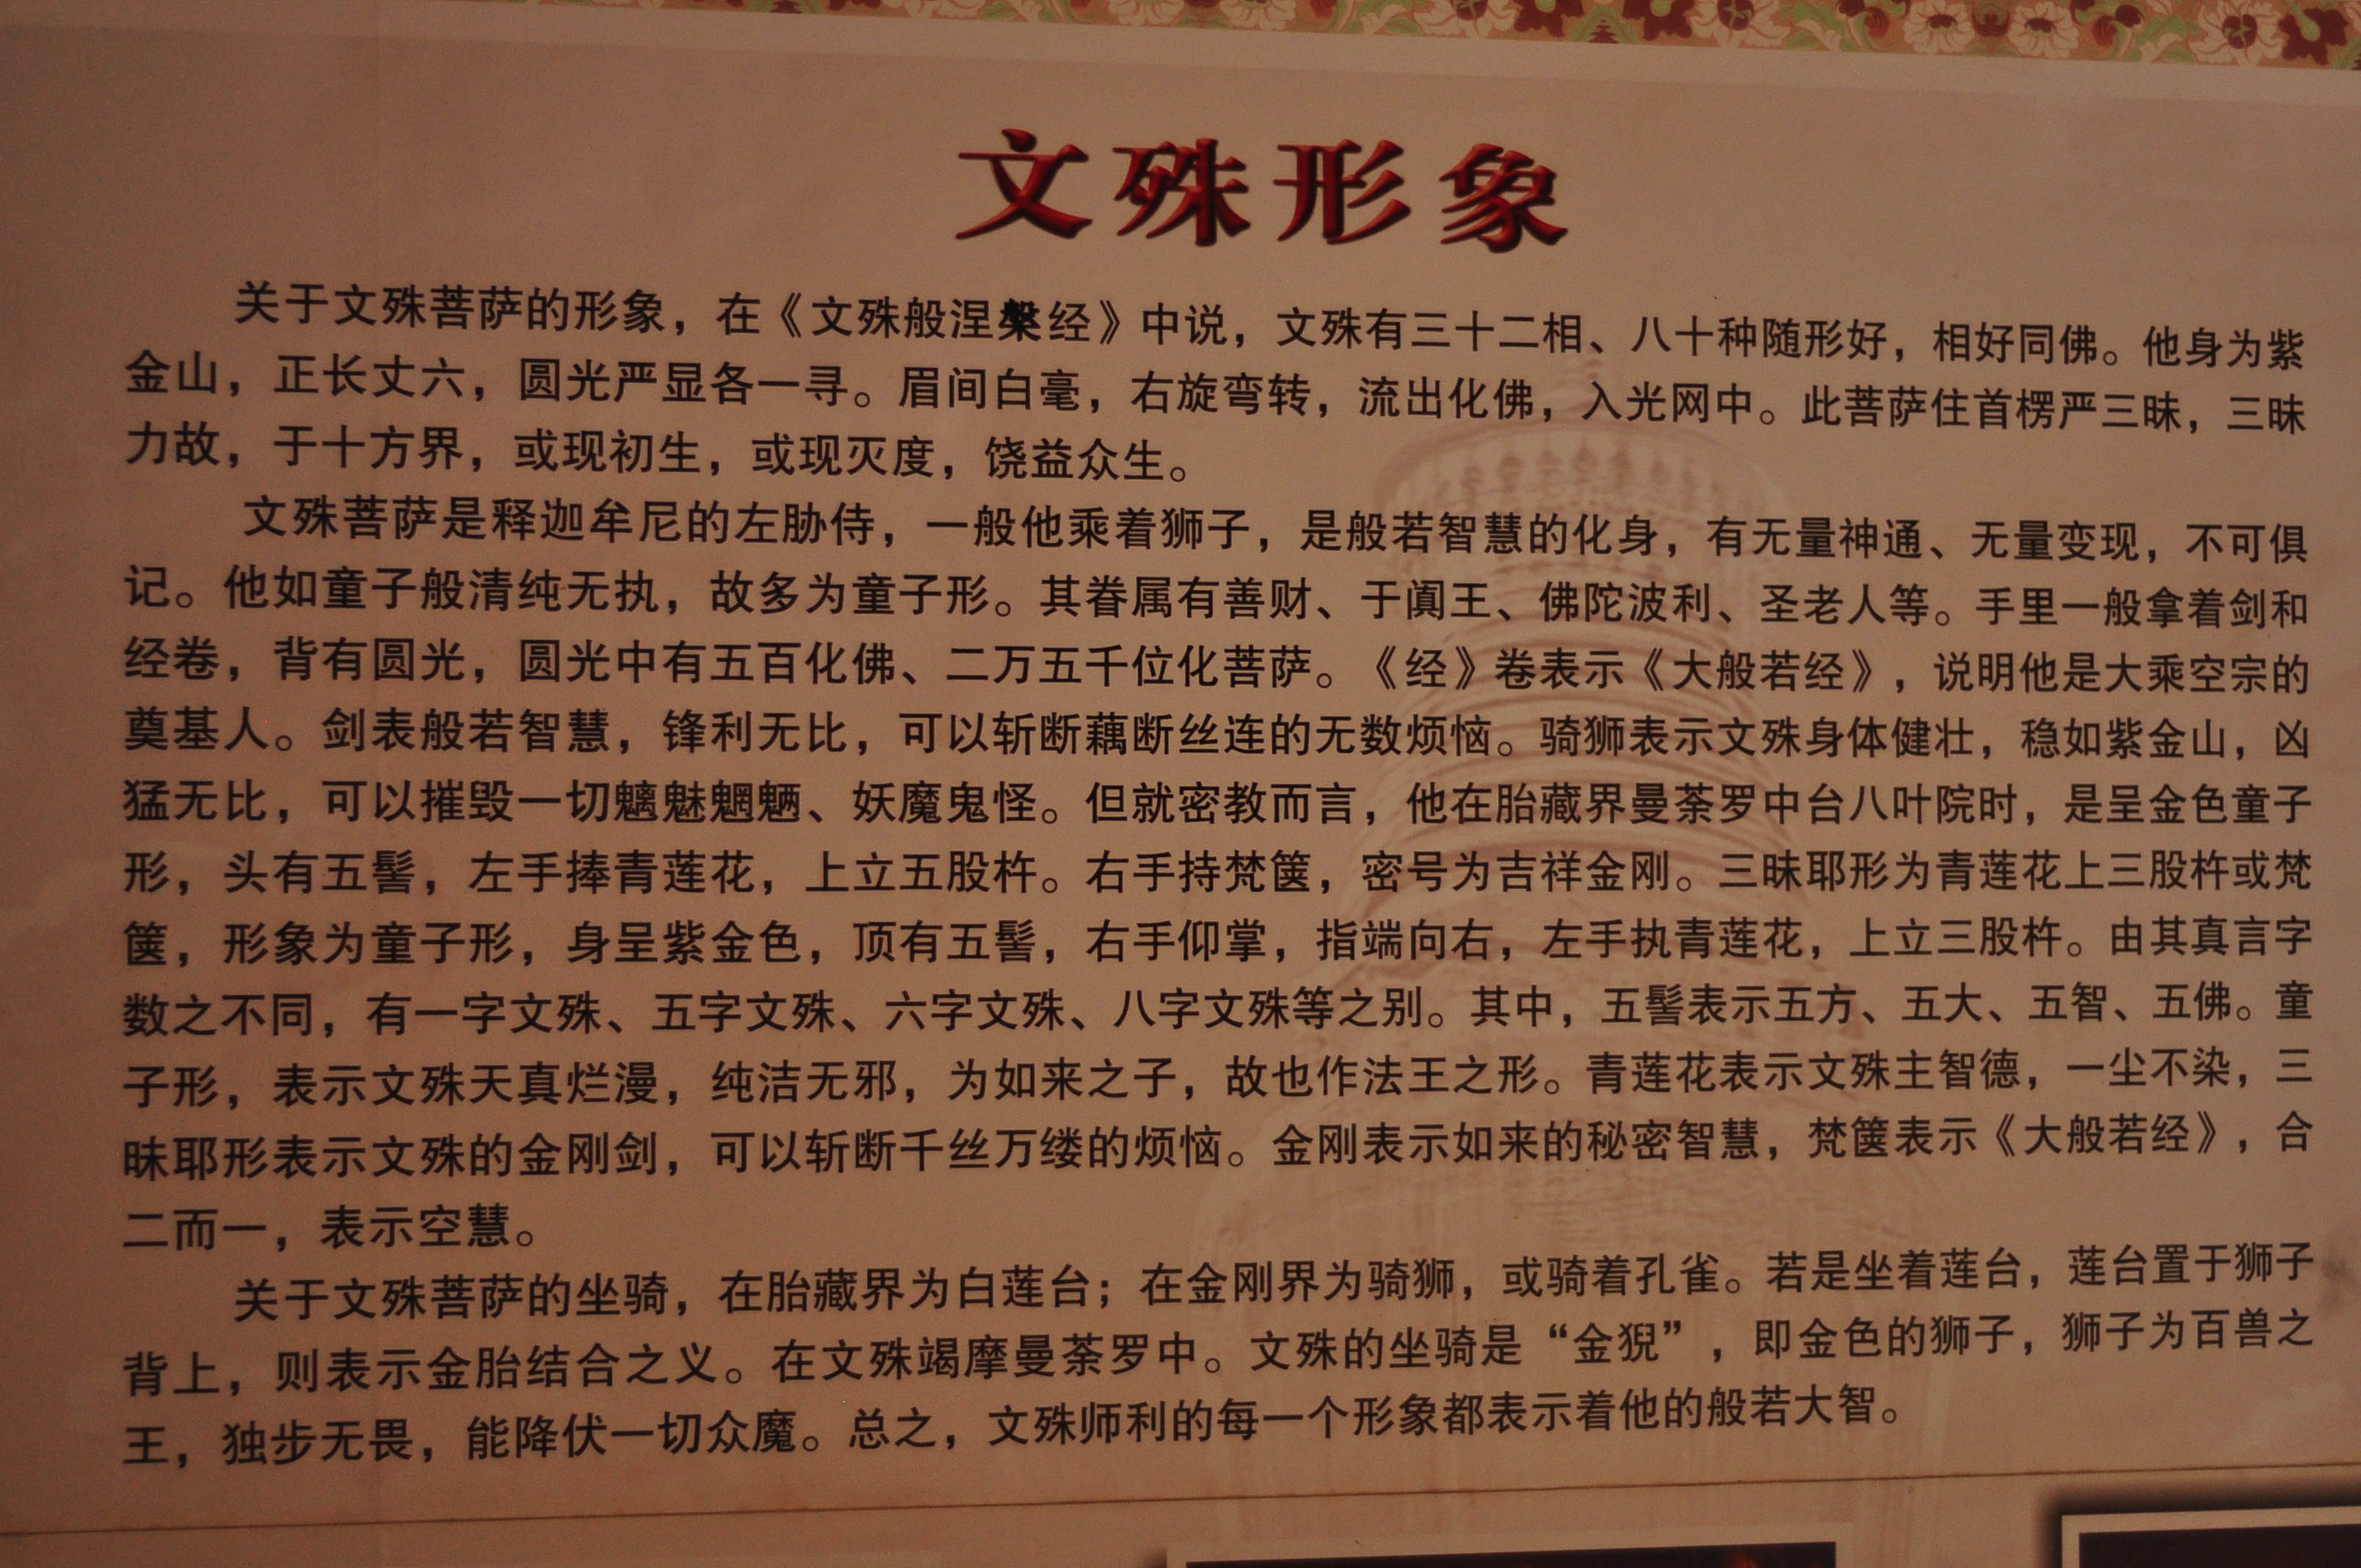 文殊形象
关于文殊菩萨的形象，在《文殊般涅槃经》中说，文殊有三十二相、八十种随形好，相好同佛。他身为紫
金山，正长丈六，圆光严显各一寻。眉间白毫，右旋弯转，流出化佛，入光网中。此菩萨住首楞严三昧，三昧
力故，于十方界，或现初生，或现灭度，饶益众生。
文殊菩萨是释迦牟尼的左胁侍，一般他乘着狮子，是般若智慧的化身，有无量神通、无量变现，不可俱
记。他如童子般清纯无执，故多为童子形。其眷属有善财、于阗王、佛陀波利、圣老人等。手里一般拿着剑和
经卷，背有圆光，圆光中有五百化佛、二万五千位化菩萨。《经》卷表示《大般若经》，说明他是大乘空宗的
奠基人。剑表般若智慧，锋利无比，可以斩断藕断丝连的无数烦恼。骑狮表示文殊身体健壮，稳如紫金山，凶
猛无比，可以摧毁一切魑魅魍魉、妖魔鬼怪。但就密教而言，他在胎藏界曼荼罗中台八叶院时，是呈金色童子
形，头有五髻，左手捧青莲花，上立五股杵。右手持梵箧，密号为吉祥金刚。三昧耶形为青莲花上三股杵或梵
箧，形象为童子形，身呈紫金色，顶有五髻，右手仰掌，指端向右，左手执青莲花，上立三股杵。由其真言字
数之不同，有一字文殊、五字文殊、六字文殊、八字文殊等之别。其中，五髻表示五方、五大、五智、五佛。童
子形，表示文殊天真烂漫，纯洁无邪，为如来之子，故也作法王之形。青莲花表示文殊主智德，一尘不染，三
昧耶形表示文殊的金刚剑，可以斩断千丝万缕的烦恼。金刚表示如来的秘密智慧，梵箧表示《大般若经》，合
二而一，表示空慧。
关于文殊菩萨的坐骑，在胎藏界为白莲台；在金刚界为骑狮，或骑着孔雀。若是坐着莲台，莲台置于狮子
背上，则表示金胎结合之义。在文殊竭摩曼荼罗中。文殊的坐骑是“金猊”，即金色的狮子，狮子为百兽之
王，独步无畏，能降伏一切众魔。总之，文殊师利的每一个形象都表示着他的般若大智。